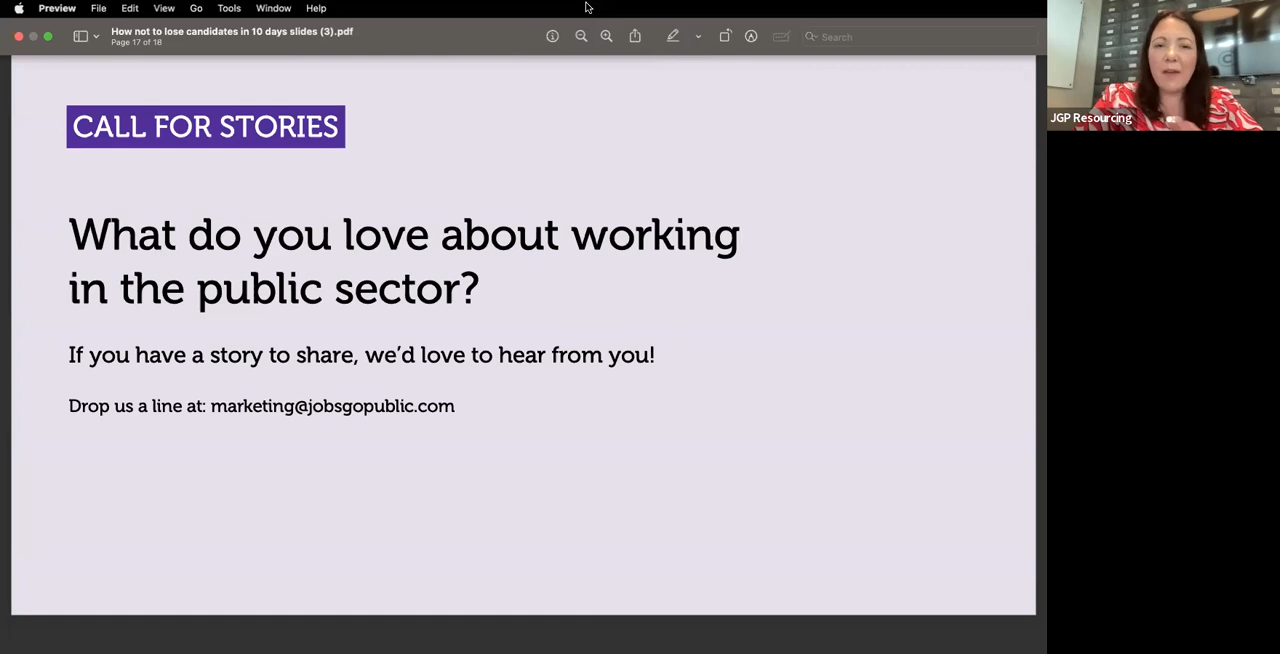 Preview File Edit View Go Tools Window Help
How not to lose candidates in 10 days slides (3).pdf
Page 17 of 18
Search
CALL FOR STORIES
What do you love about working
in the public sector?
If you have a story to share, we’d love to hear from you!
Drop us a line at: marketing@jobsgopublic.com
JGP Resourcing